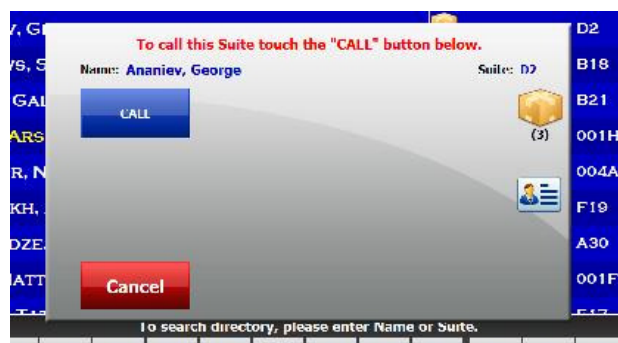 To call this Suite touch the "CALL" button below.
Name: Ananiev, George Suite: D2
CALL
(3)
Cancel
D2
B18
B21
001H
004A
F19
A30
001F
To search directory, please enter Name or Suite.